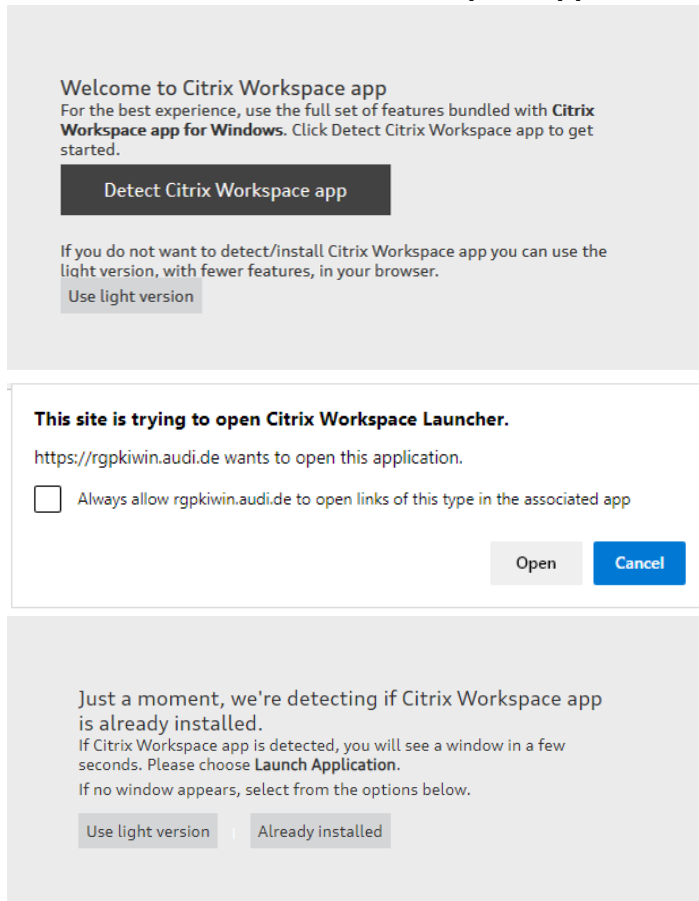 Welcome to Citrix Workspace app
For the best experience, use the full set of features bundled with Citrix
Workspace app for Windows. Click Detect Citrix Workspace app to get
started.
Detect Citrix Workspace app
If you do not want to detect/install Citrix Workspace app you can use the
light version, with fewer features, in your browser.
Use light version
This site is trying to open Citrix Workspace Launcher.
https://rgpkiwin.audi.de wants to open this application.
Always allow rgpkiwin.audi.de to open links of this type in the associated app
Open Cancel
Just a moment, we're detecting if Citrix Workspace app
is already installed.
If Citrix Workspace app is detected, you will see a window in a few
seconds. Please choose Launch Application.
If no window appears, select from the options below.
Use light version Already installed